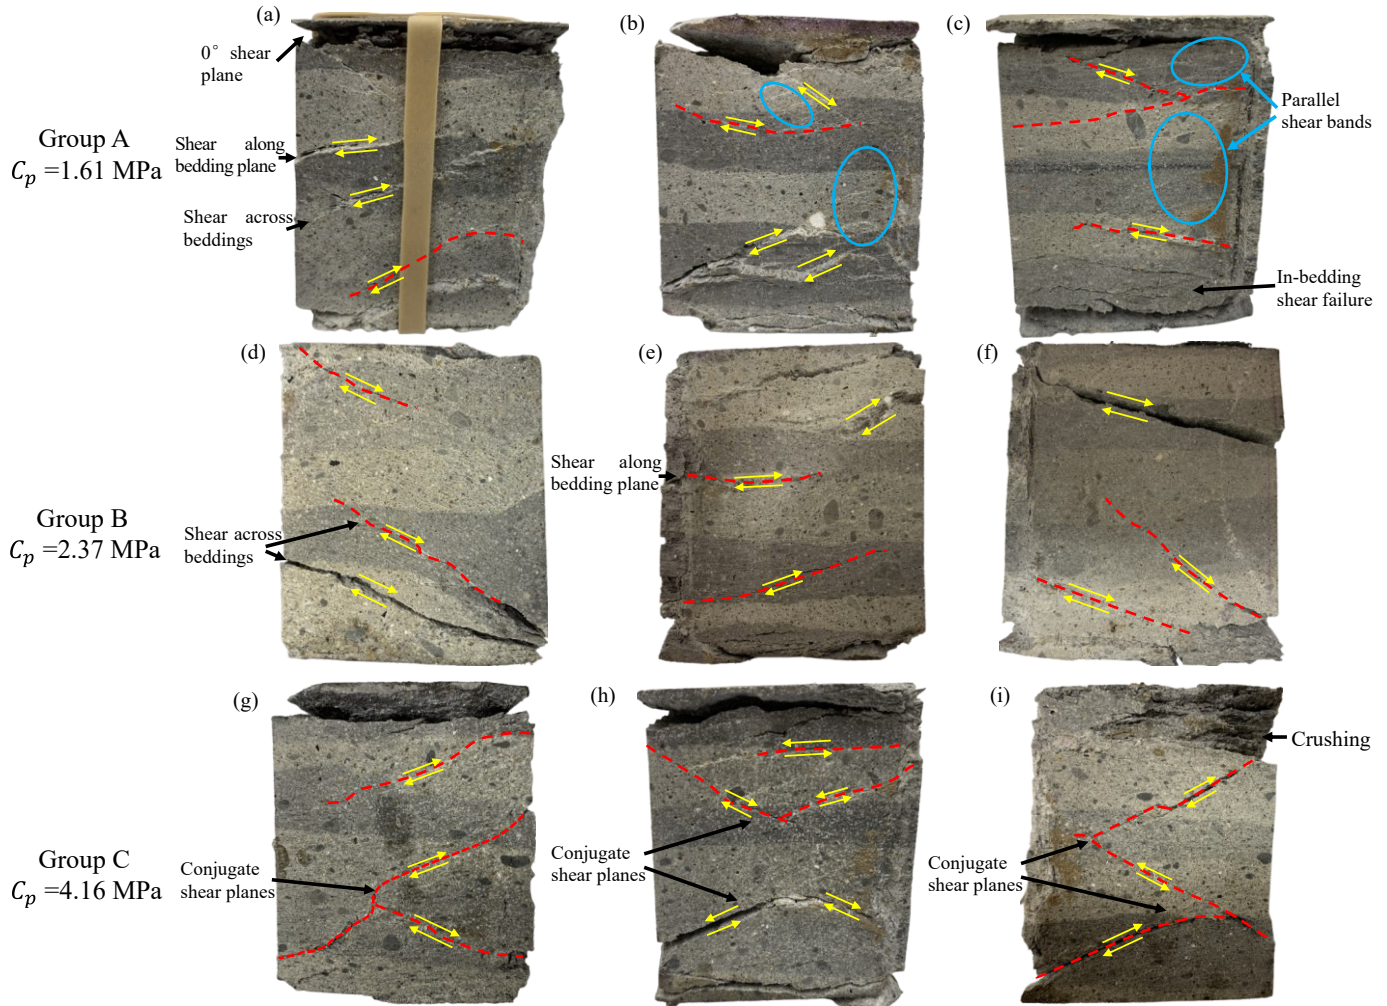 (a)
(b)
(c)
0° shear
plane
Group A
Cₚ =1.61 MPa
Shear along
bedding plane
Shear across
beddings
Parallel
shear bands
In-bedding
shear failure
(d)
(e)
(f)
Group B
Cₚ =2.37 MPa
Shear across
beddings
Shear along
bedding plane
(g)
(h)
(i)
Group C
Cₚ =4.16 MPa
Conjugate
shear planes
Conjugate
shear planes
Crushing
Conjugate
shear planes